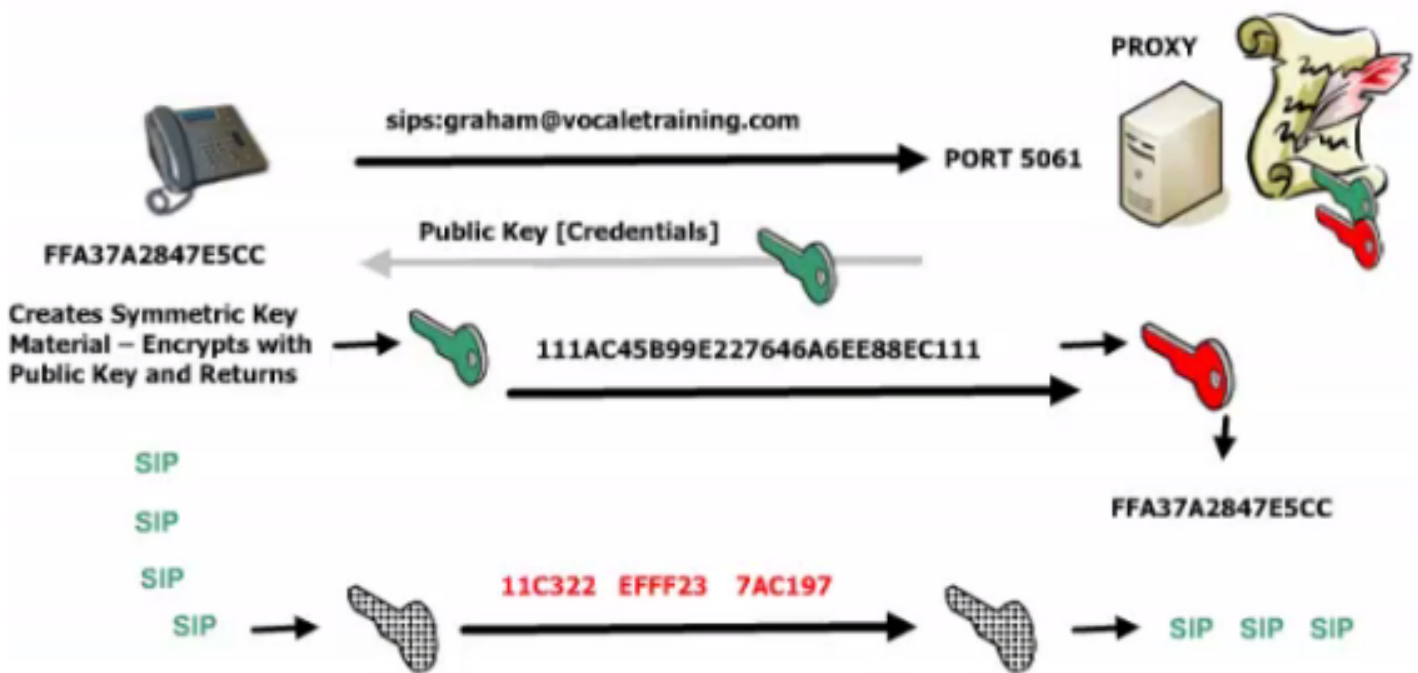 PROXY
sips:graham@vocaletraining.com
PORT 5061
Public Key [Credentials]
FFA37A2847E5CC
Creates Symmetric Key
Material – Encrypts with
Public Key and Returns
111AC45B99E227646A6EE88EC111
SIP
SIP
FFA37A2847E5CC
SIP
11C322 EFFF23 7AC197
SIP
SIP SIP SIP